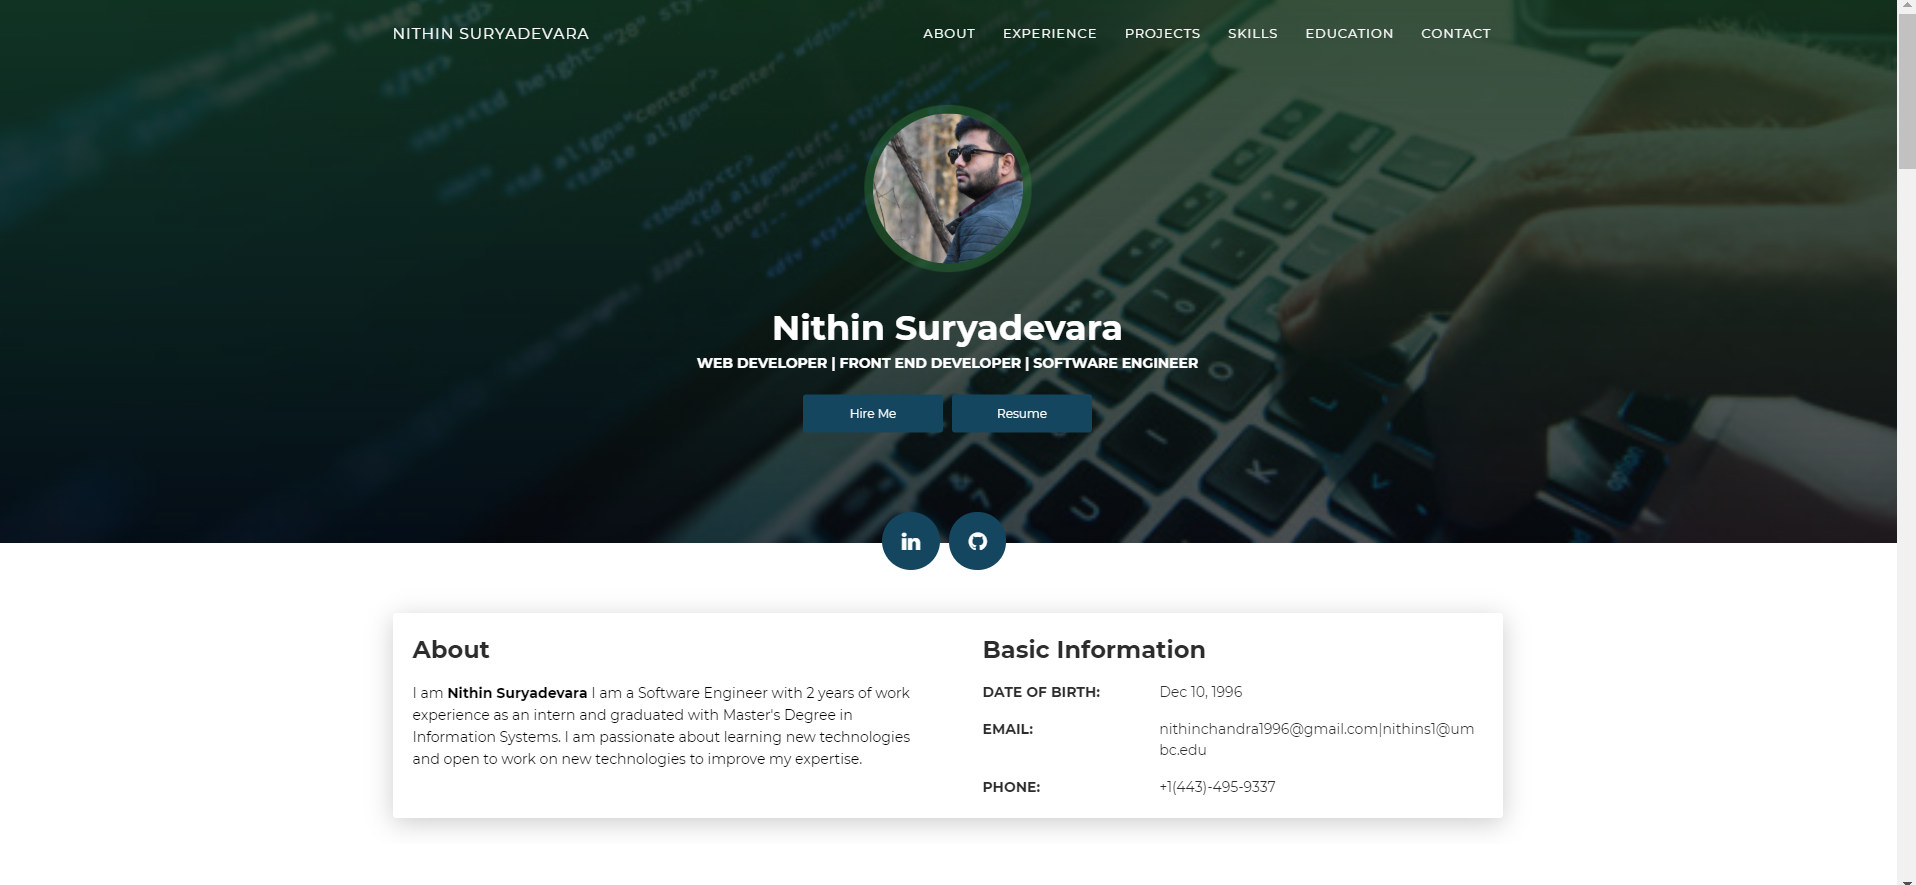 NITHIN SURYADEVARA
ABOUT EXPERIENCE PROJECTS SKILLS EDUCATION CONTACT
Nithin Suryadevara
WEB DEVELOPER | FRONT END DEVELOPER | SOFTWARE ENGINEER
Hire Me Resume
in
About
I am Nithin Suryadevara I am a Software Engineer with 2 years of work
experience as an intern and graduated with Master's Degree in
Information Systems. I am passionate about learning new technologies
and open to work on new technologies to improve my expertise.
Basic Information
DATE OF BIRTH: Dec 10, 1996
EMAIL: nithinchandra1996@gmail.com|nithins1@um
bc.edu
PHONE: +1(443)-495-9337